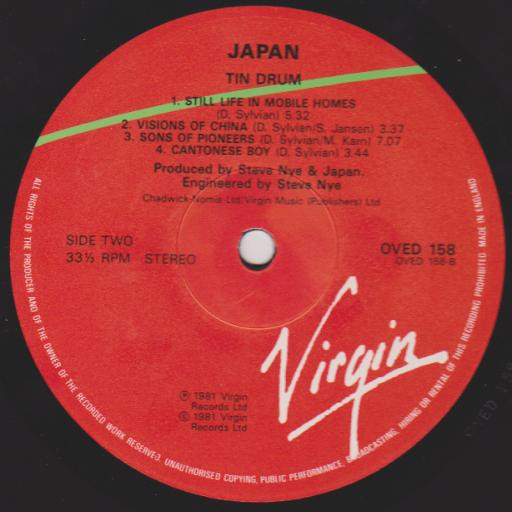 JAPAN
TIN DRUM
1. STILL LIFE IN MOBILE HOMES
(D. Sylvian) 5.32
2. VISIONS OF CHINA (D. Sylvian/S. Jansen) 3.37
3. SONS OF PIONEERS (D. Sylvian/M. Karn) 7.07
4. CANTONESE BOY (D. Sylvian) 3.44
Produced by Steve Nye & Japan.
Engineered by Steve Nye
Chadwick-Nomis Ltd/Virgin Music (Publishers) Ltd
SIDE TWO
33⅓ RPM STEREO
OVED 158
OVED 158-B
Virgin
℗ 1981 Virgin
Records Ltd
© 1981 Virgin
Records Ltd
ALL RIGHTS OF THE PRODUCER AND OF THE OWNER OF THE RECORDED WORK RESERVED. UNAUTHORISED COPYING, PUBLIC PERFORMANCE, BROADCASTING, HIRING OR RENTAL OF THIS RECORDING PROHIBITED. MADE IN ENGLAND